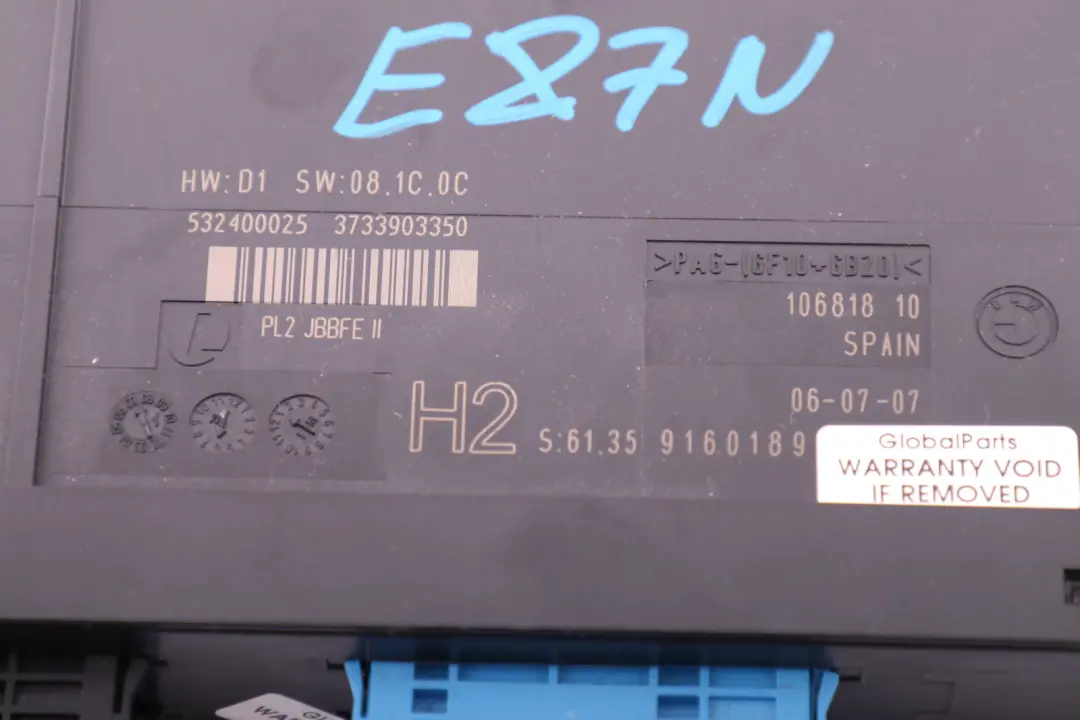 E87N
HW:D1 SW:08.1C.0C
532400025 3733903350
>PA6-(GF10+GB20)<
106818 10
PL2 JBBFE II
SPAIN
06-07-07
H2 S:61.35 9160189
GlobalParts
WARRANTY VOID
IF REMOVED